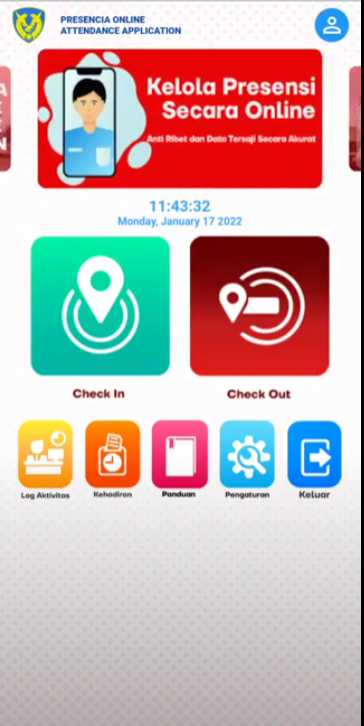 PRESENCIA ONLINE
ATTENDANCE APPLICATION
Kelola Presensi
Secara Online
Anti Ribet dan Data Tersaji Secara Akurat
11:43:32
Monday, January 17 2022
Check In
Check Out
Log Aktivitas
Kehadiran
Panduan
Pengaturan
Keluar